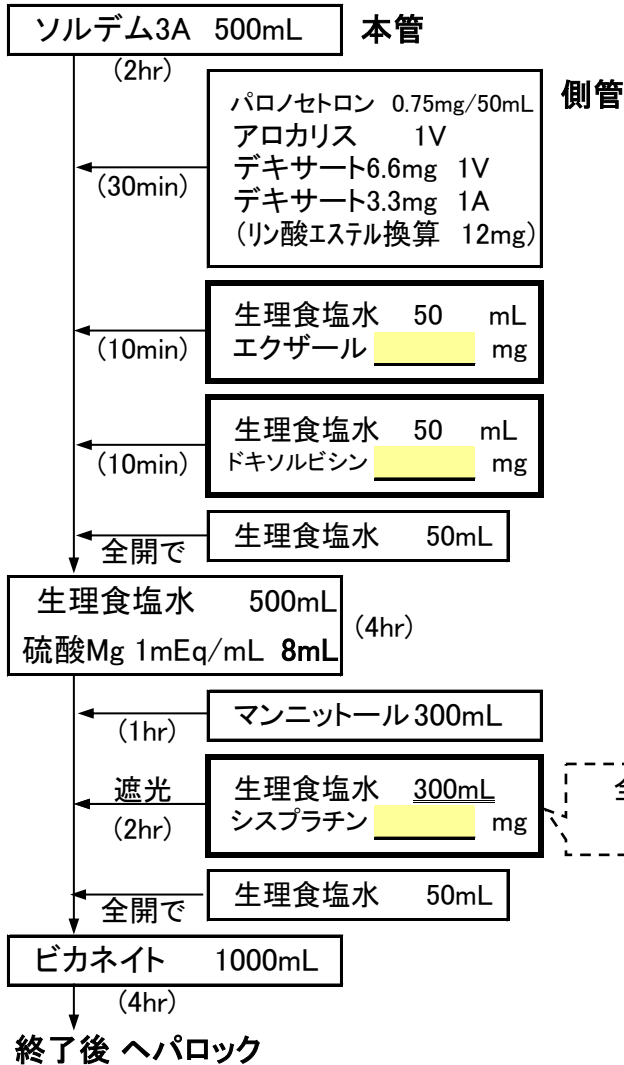 ソルデム3A 500mL 本管
(2hr)
側管
パロノセトロン 0.75mg/50mL
アロカリス 1V
デキサート6.6mg 1V
デキサート3.3mg 1A
(リン酸エステル換算 12mg)
(30min)
生理食塩水 50 mL
エクザール mg
(10min)
生理食塩水 50 mL
ドキソルビシン mg
(10min)
生理食塩水 50mL
全開で
生理食塩水 500mL
硫酸Mg 1mEq/mL 8mL
(4hr)
マンニットール300mL
(1hr)
遮光
(2hr)
生理食塩水 300mL
シスプラチン mg
生理食塩水 50mL
全開で
ビカネイト 1000mL
(4hr)
終了後 ヘパロック